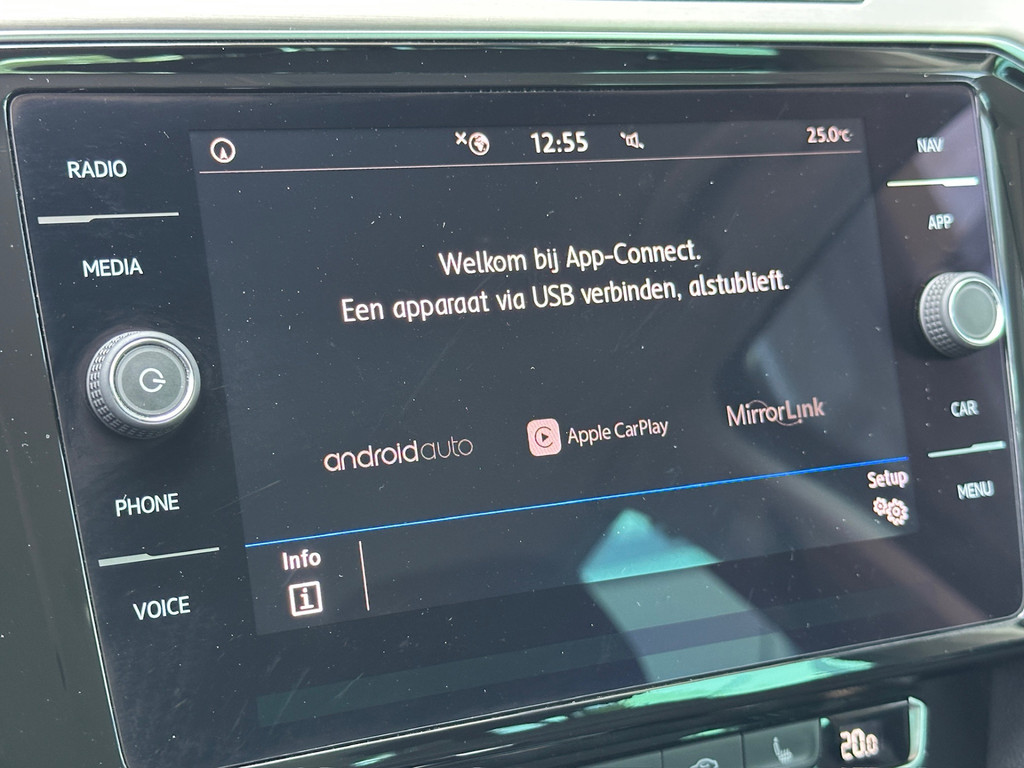 12:55
25.0°C
RADIO
NAV
MEDIA
APP
Welkom bij App-Connect.
Een apparaat via USB verbinden, alstublieft.
androidauto
Apple CarPlay
MirrorLink
CAR
PHONE
Setup
MENU
Info
i
VOICE
20.0